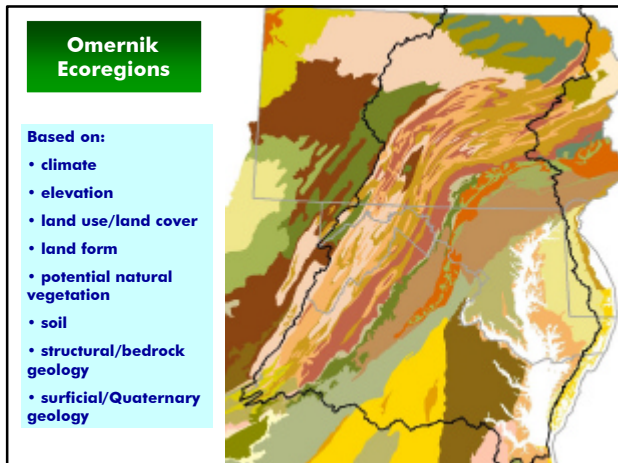 Omernik
Ecoregions
Based on:
• climate
• elevation
• land use/land cover
• land form
• potential natural
vegetation
• soil
• structural/bedrock
geology
• surficial/Quaternary
geology